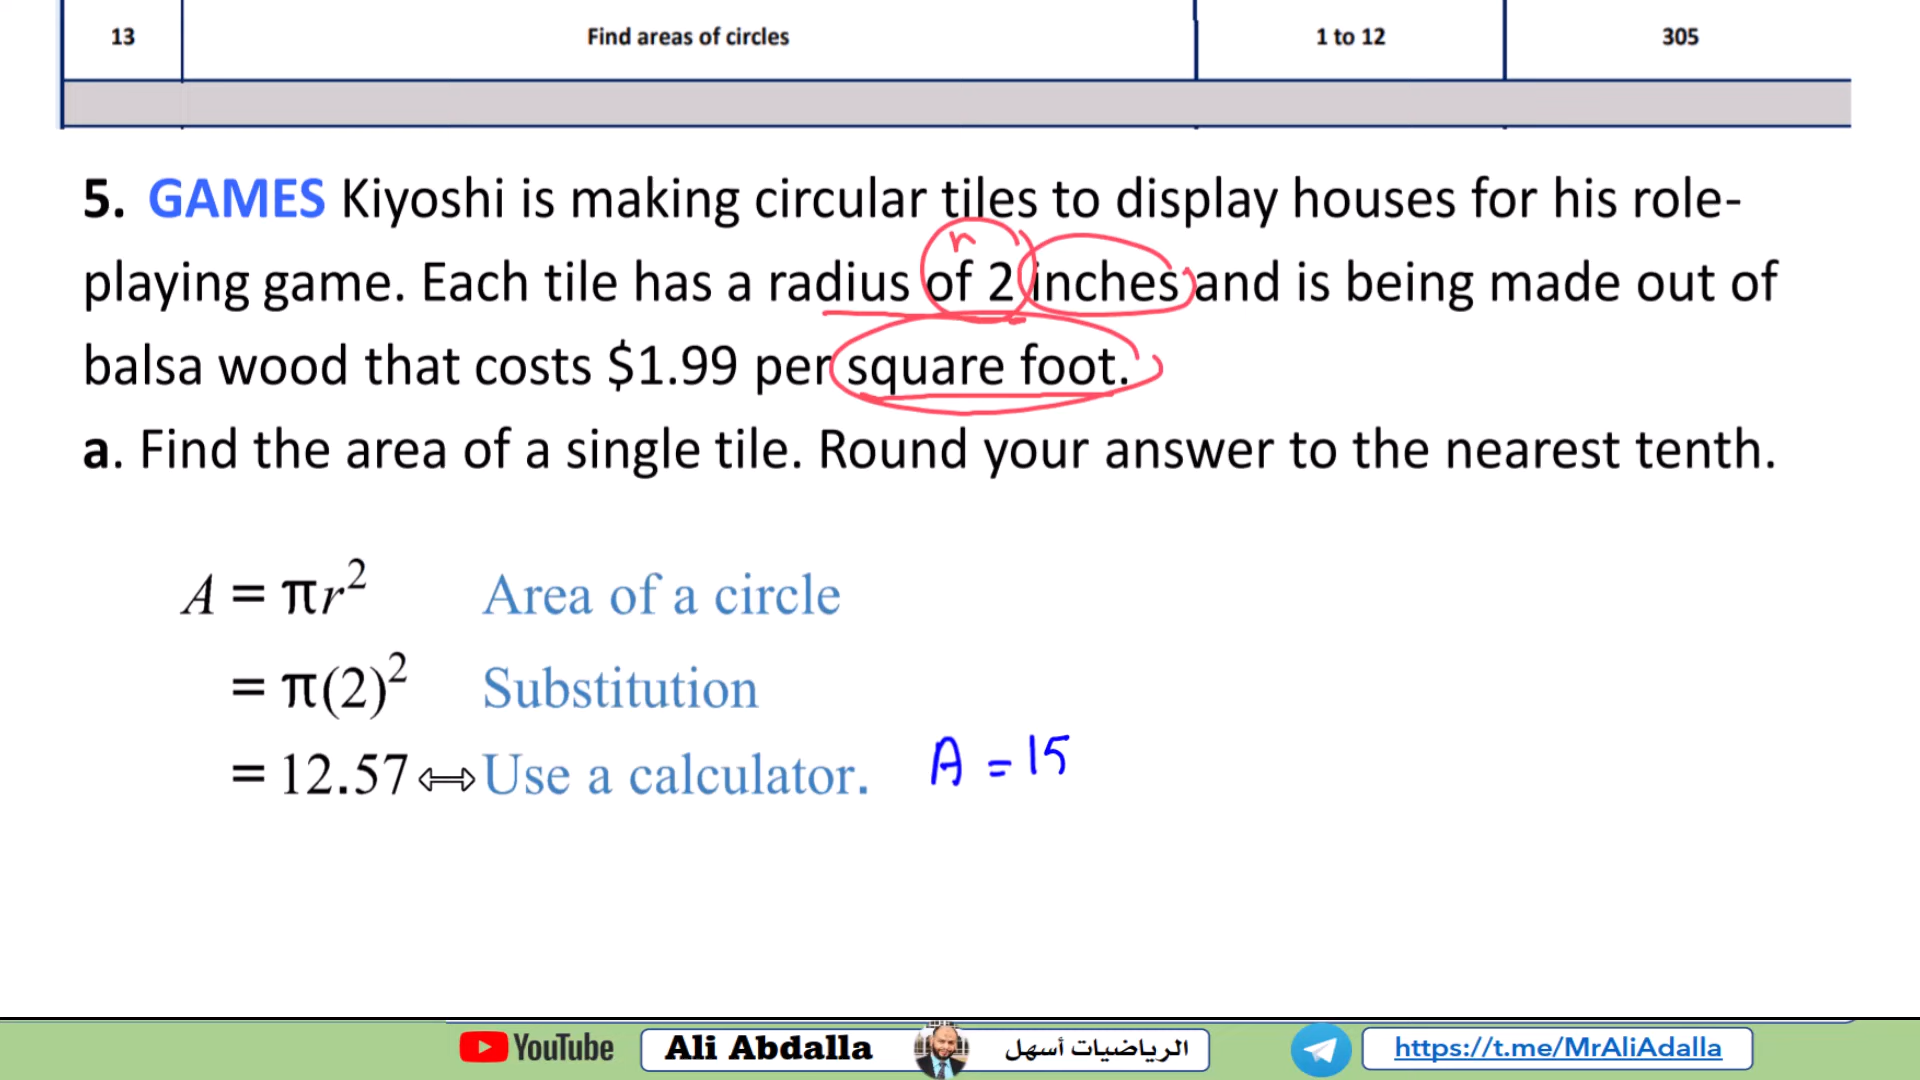 13 Find areas of circles 1 to 12 305
5. GAMES Kiyoshi is making circular tiles to display houses for his role-
r
playing game. Each tile has a radius of 2 inches and is being made out of
balsa wood that costs $1.99 per square foot.
a. Find the area of a single tile. Round your answer to the nearest tenth.
A = πr² Area of a circle
= π(2)² Substitution
= 12.57 ⇔ Use a calculator. A = 15
YouTube Ali Abdalla الرياضيات أسهل https://t.me/MrAliAdalla